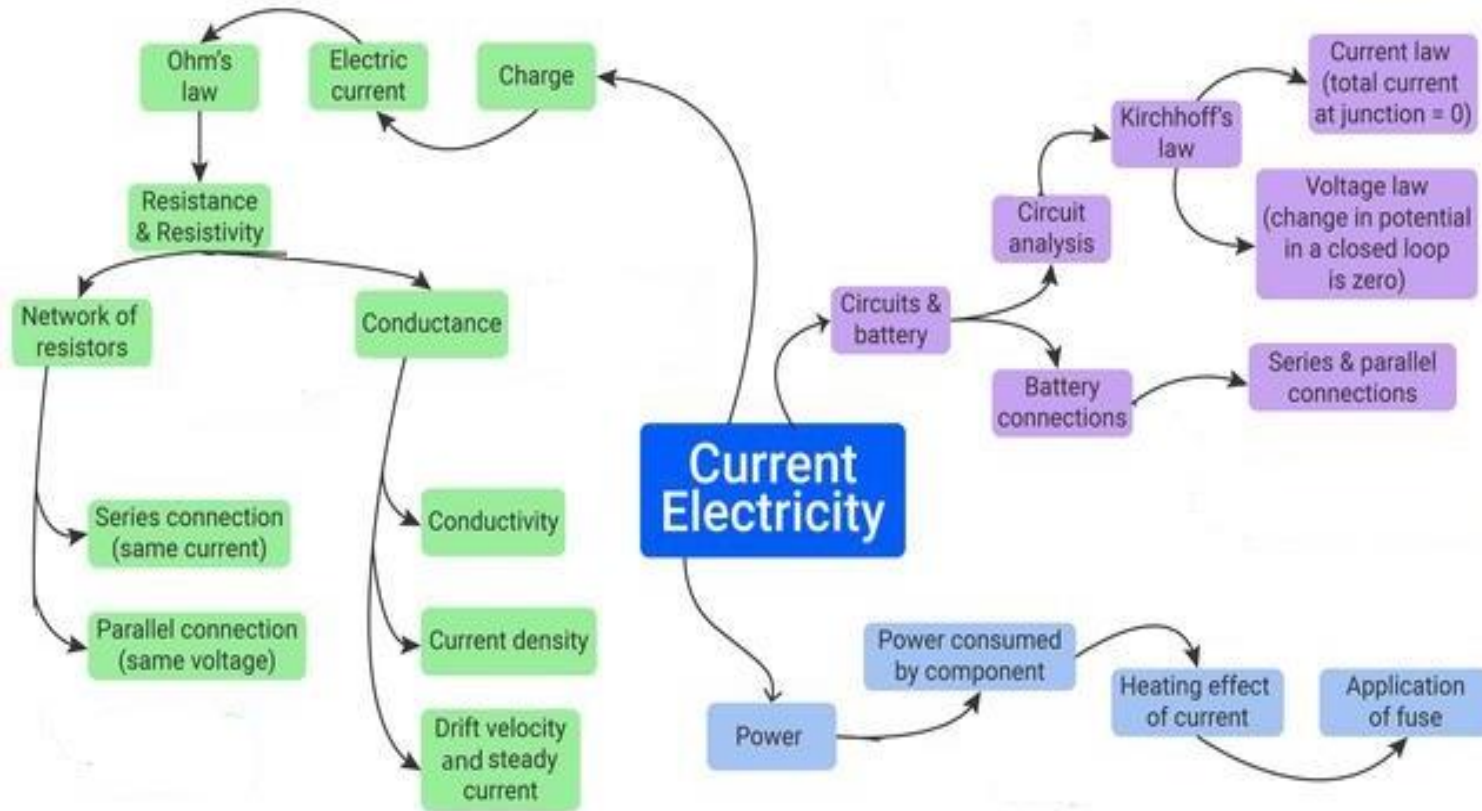 Ohm's
law
Electric
current
Charge
Resistance
& Resistivity
Network of
resistors
Conductance
Series connection
(same current)
Parallel connection
(same voltage)
Conductivity
Current density
Drift velocity
and steady
current
Current
Electricity
Circuits &
battery
Circuit
analysis
Kirchhoff's
law
Current law
(total current
at junction = 0)
Voltage law
(change in potential
in a closed loop
is zero)
Battery
connections
Series & parallel
connections
Power
Power consumed
by component
Heating effect
of current
Application
of fuse